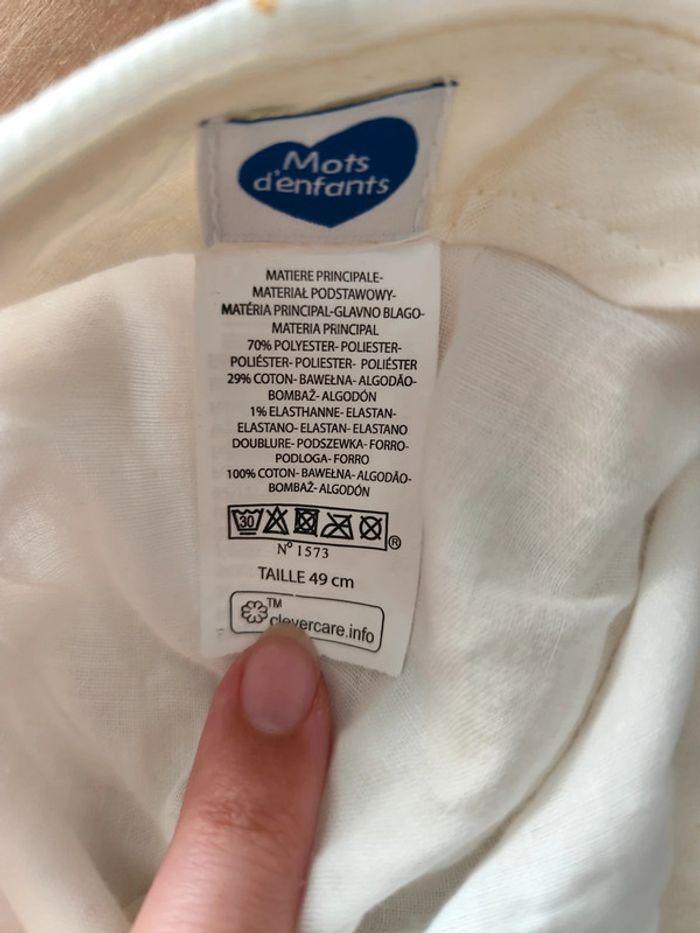 Mots
d'enfants
MATIERE PRINCIPALE-
MATERIAŁ PODSTAWOWY-
MATÉRIA PRINCIPAL-GLAVNO BLAGO-
MATERIA PRINCIPAL
70% POLYESTER- POLIESTER-
POLIÉSTER- POLIESTER- POLIÉSTER
29% COTON- BAWEŁNA- ALGODÃO-
BOMBAŽ- ALGODÓN
1% ELASTHANNE- ELASTAN-
ELASTANO- ELASTAN- ELASTANO
DOUBLURE- PODSZEWKA- FORRO-
PODLOGA- FORRO
100% COTON- BAWEŁNA- ALGODÃO-
BOMBAŽ- ALGODÓN
30 ®
N° 1573
TAILLE 49 cm
TM
clevercare.info